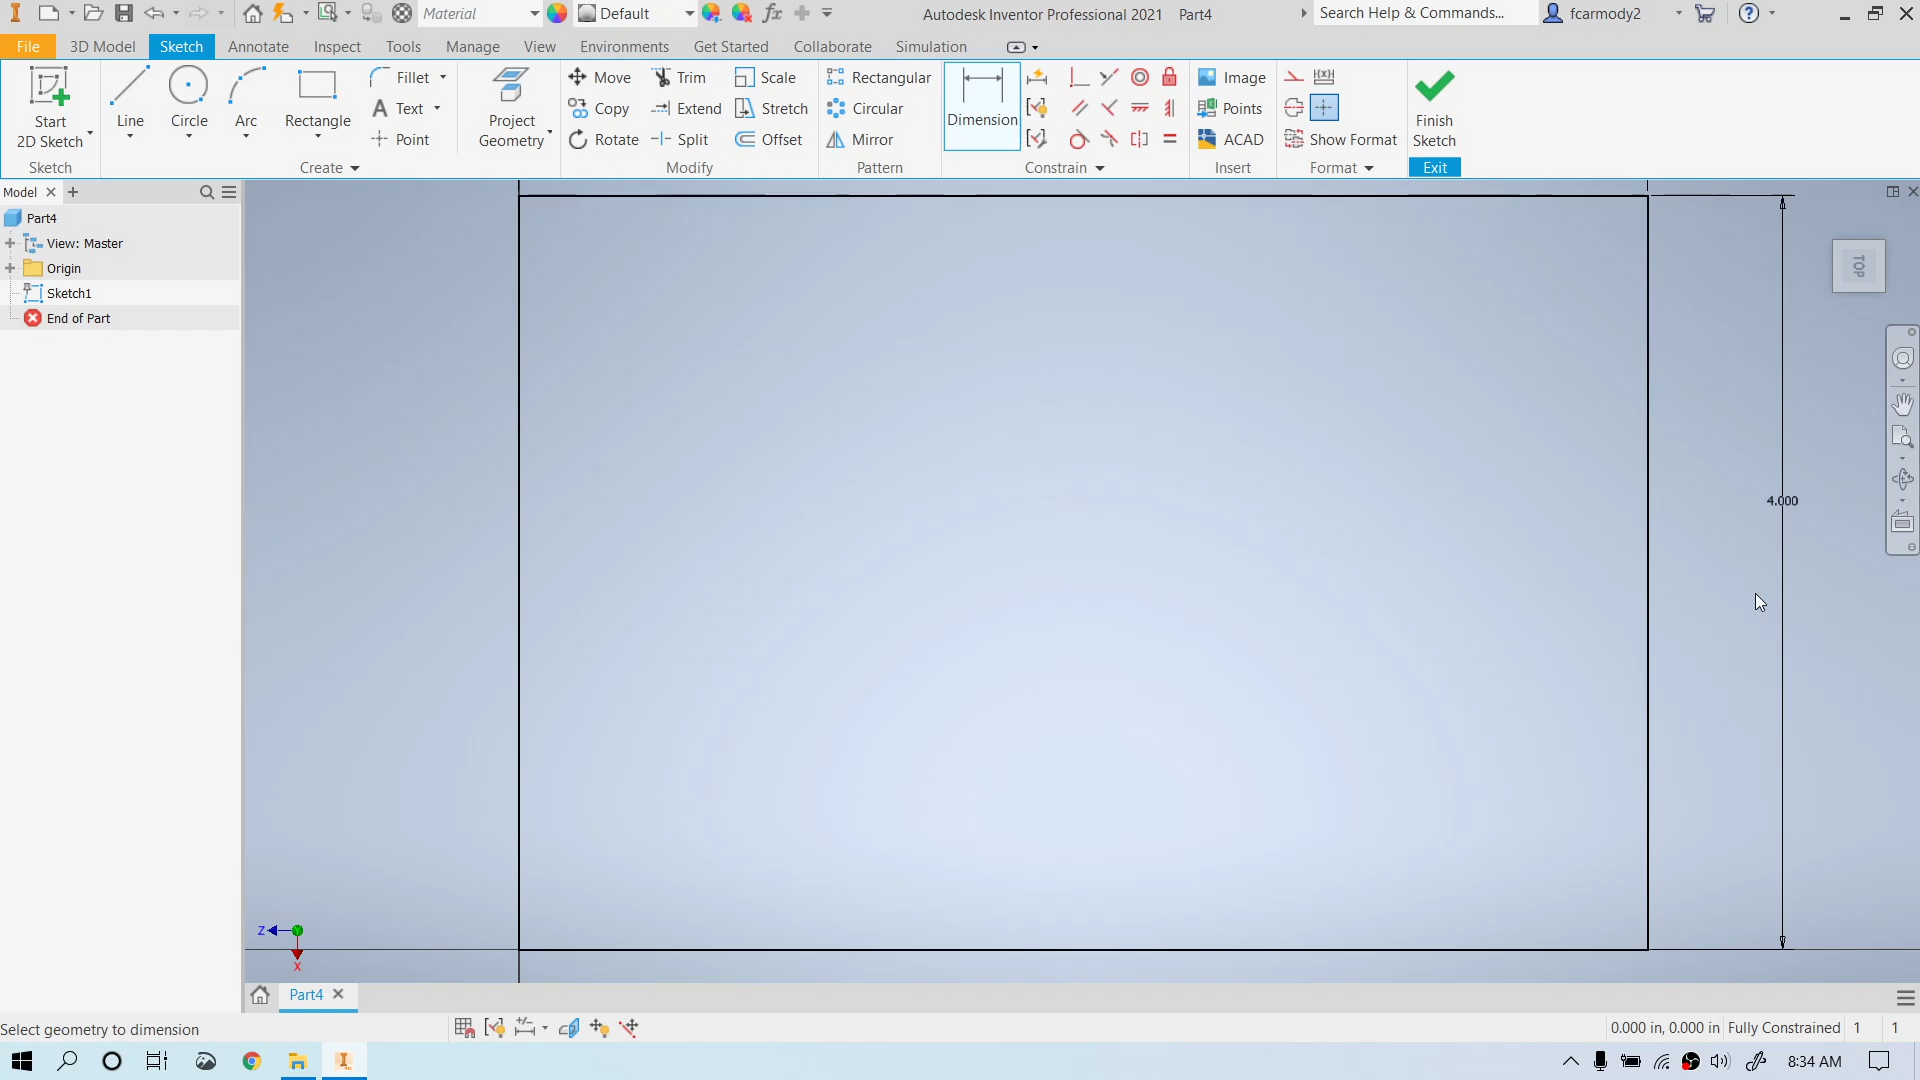 Material Default Autodesk Inventor Professional 2021 Part4 Search Help & Commands... fcarmody2
File 3D Model Sketch Annotate Inspect Tools Manage View Environments Get Started Collaborate Simulation
Start
2D Sketch
Line
Circle
Arc
Rectangle
Fillet
Text
Point
Project
Geometry
Move Trim Scale
Copy Extend Stretch
Rotate Split Offset
Rectangular
Circular
Mirror
Dimension
Image
Points
ACAD
Show Format
Finish
Sketch
Sketch Create Modify Pattern Constrain Insert Format Exit
Model
Part4
View: Master
Origin
Sketch1
End of Part
TOP
4.000
Z
X
Part4
Select geometry to dimension
0.000 in, 0.000 in Fully Constrained 1 1
8:34 AM